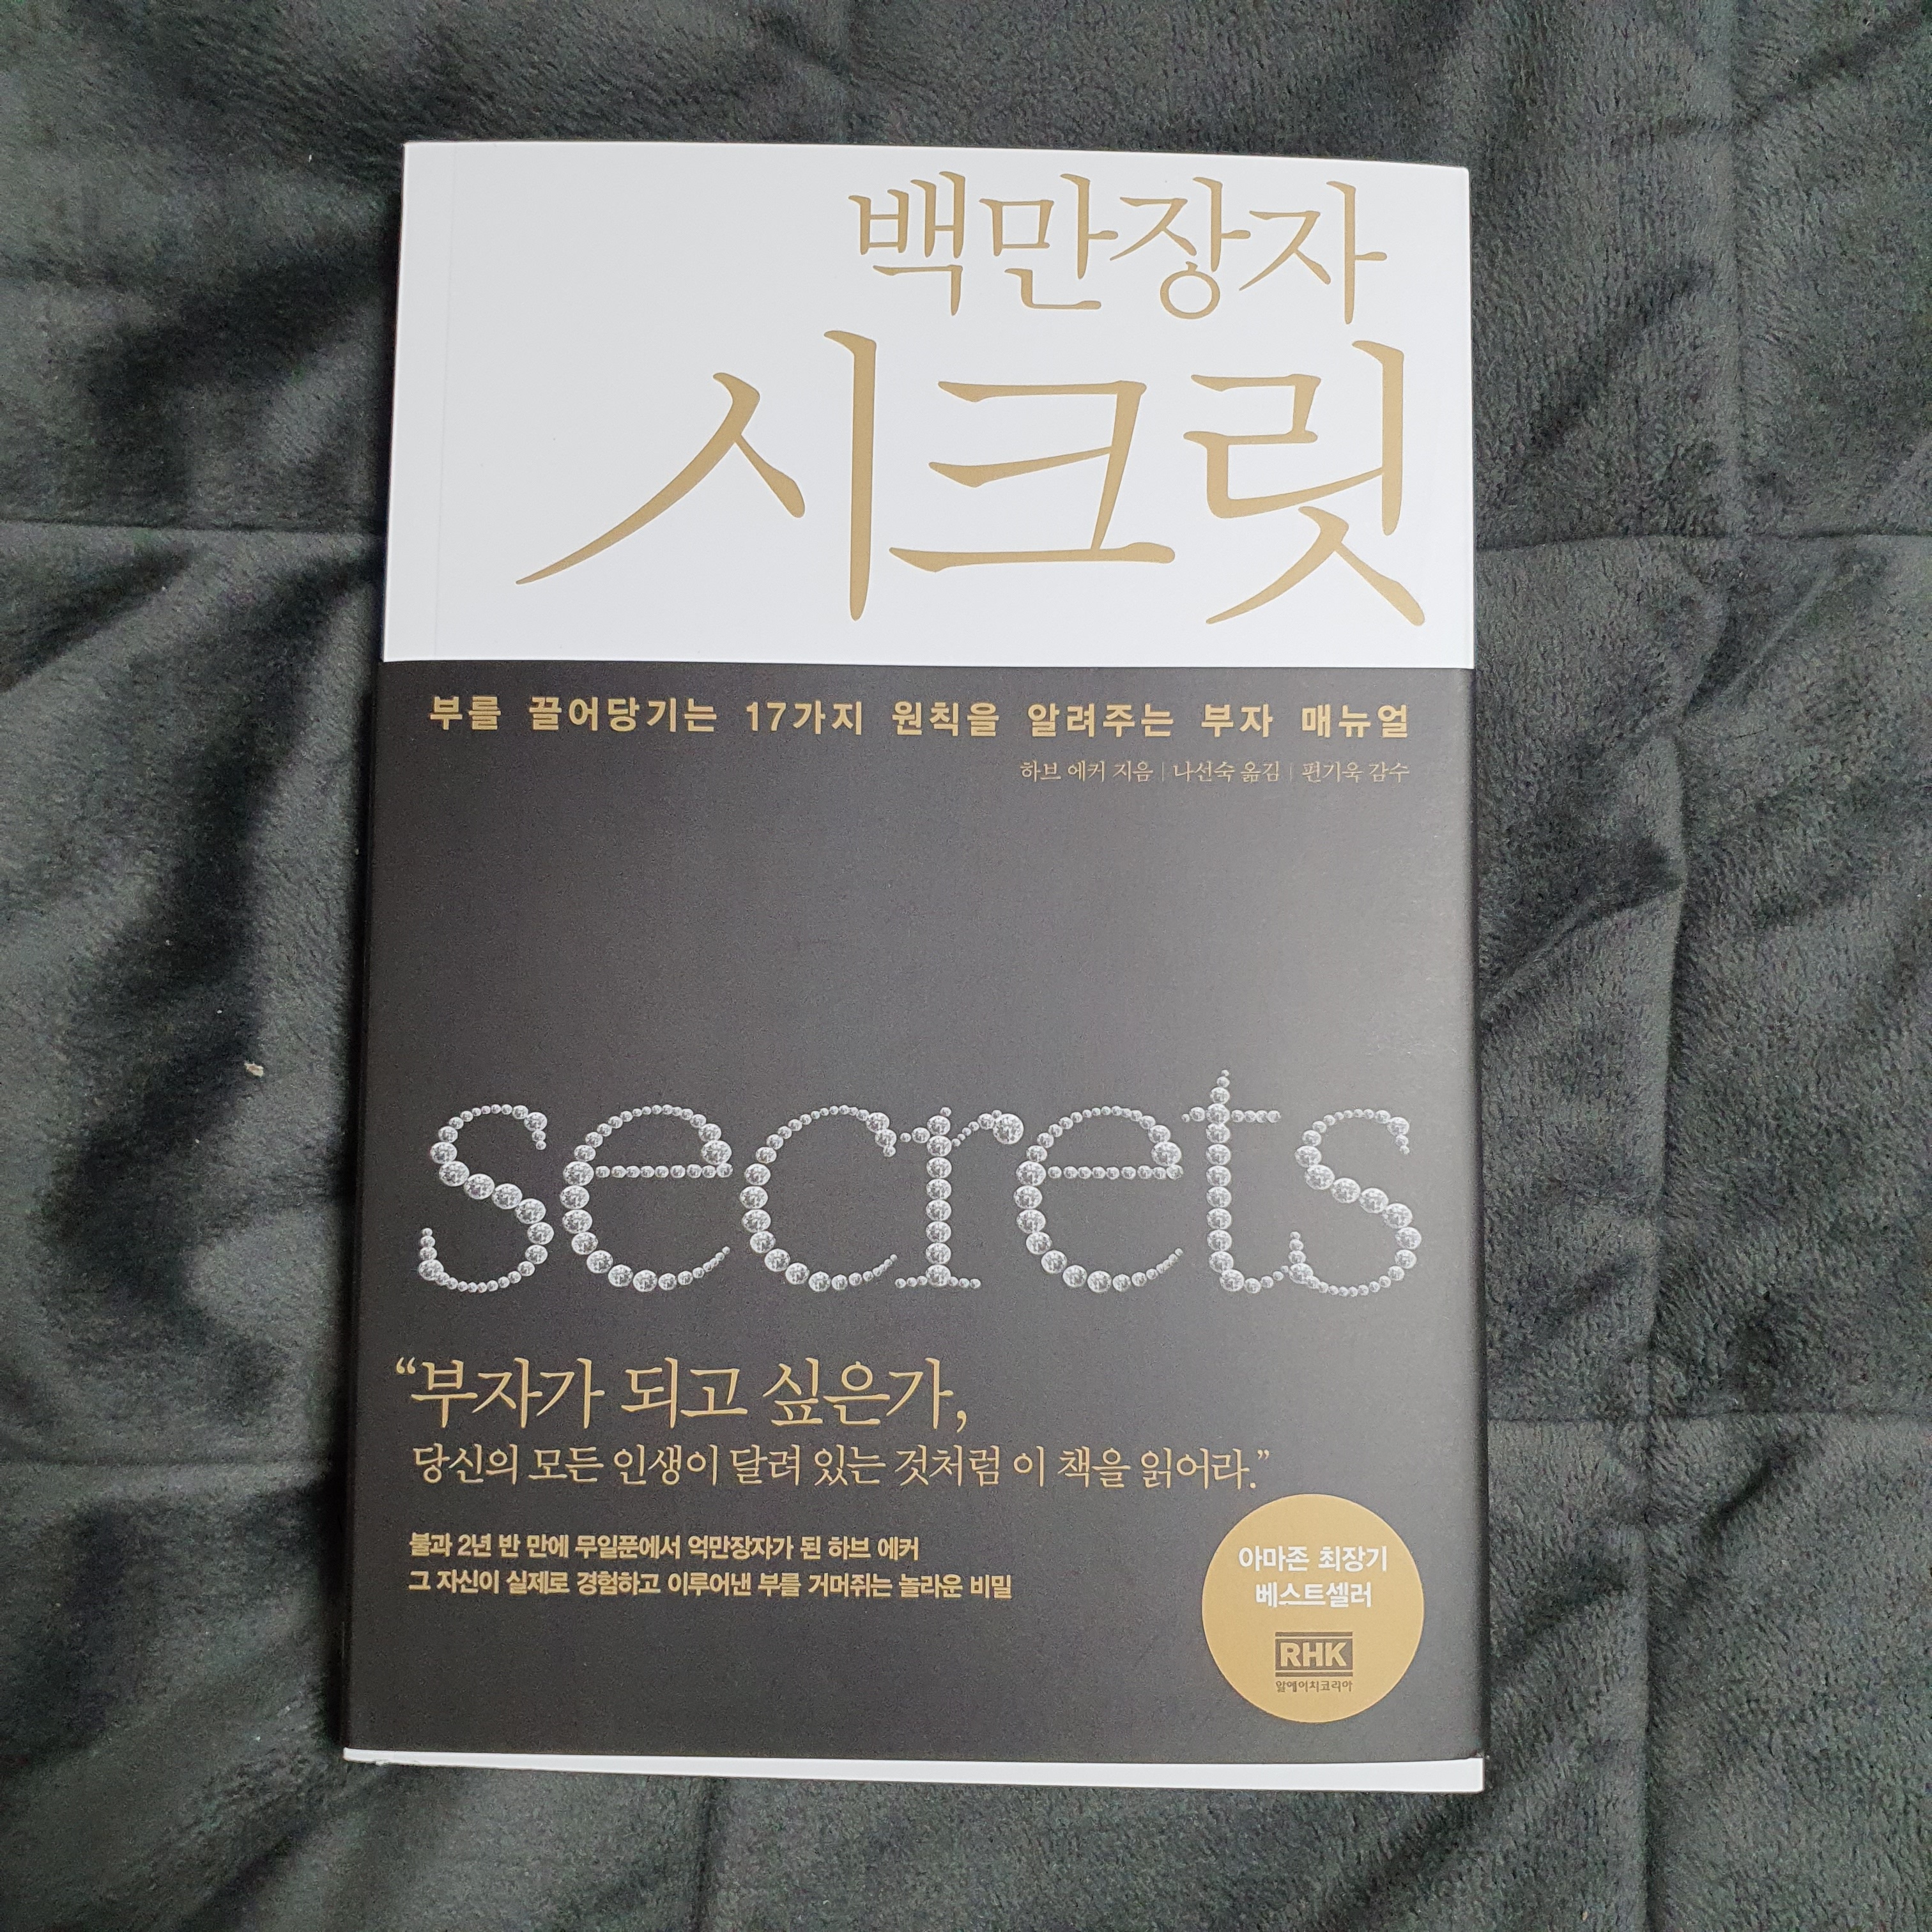 백만장자
시크릿
부를 끌어당기는 17가지 원칙을 알려주는 부자 매뉴얼
하브 에커 지음 | 나선숙 옮김 | 편기욱 감수
secrets
“부자가 되고 싶은가,
당신의 모든 인생이 달려 있는 것처럼 이 책을 읽어라.”
불과 2년 반 만에 무일푼에서 억만장자가 된 하브 에커
그 자신이 실제로 경험하고 이루어낸 부를 거머쥐는 놀라운 비밀
아마존 최장기
베스트셀러
RHK
알에이치코리아